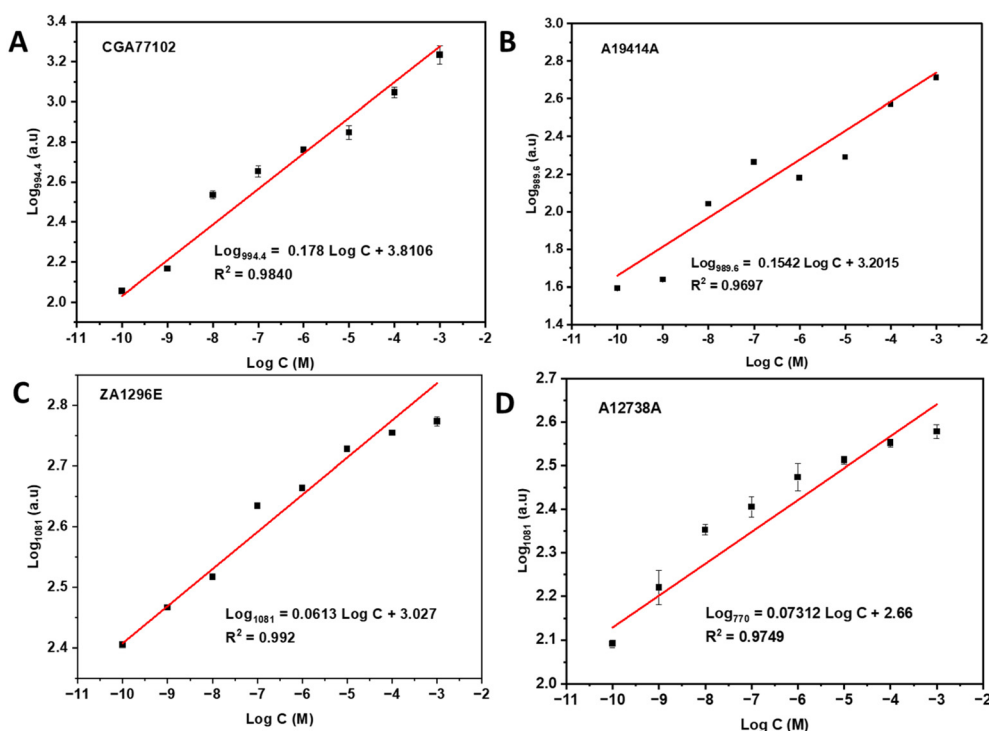 A
CGA77102
3.4
3.2
3.0
2.8
2.6
2.4
2.2
2.0
Log994.4 (a.u)
Log994.4 = 0.178 Log C + 3.8106
R2 = 0.9840
−11 −10 −9 −8 −7 −6 −5 −4 −3 −2
Log C (M)
B
A19414A
3.0
2.8
2.6
2.4
2.2
2.0
1.8
1.6
1.4
Log989.6 (a.u)
Log989.6 = 0.1542 Log C + 3.2015
R2 = 0.9697
−11 −10 −9 −8 −7 −6 −5 −4 −3 −2
Log C (M)
C
ZA1296E
2.8
2.7
2.6
2.5
2.4
Log1081 (a.u)
Log1081 = 0.0613 Log C + 3.027
R2 = 0.992
−11 −10 −9 −8 −7 −6 −5 −4 −3 −2
Log C (M)
D
A12738A
2.7
2.6
2.5
2.4
2.3
2.2
2.1
2.0
Log1081 (a.u)
Log770 = 0.07312 Log C + 2.66
R2 = 0.9749
−11 −10 −9 −8 −7 −6 −5 −4 −3 −2
Log C (M)